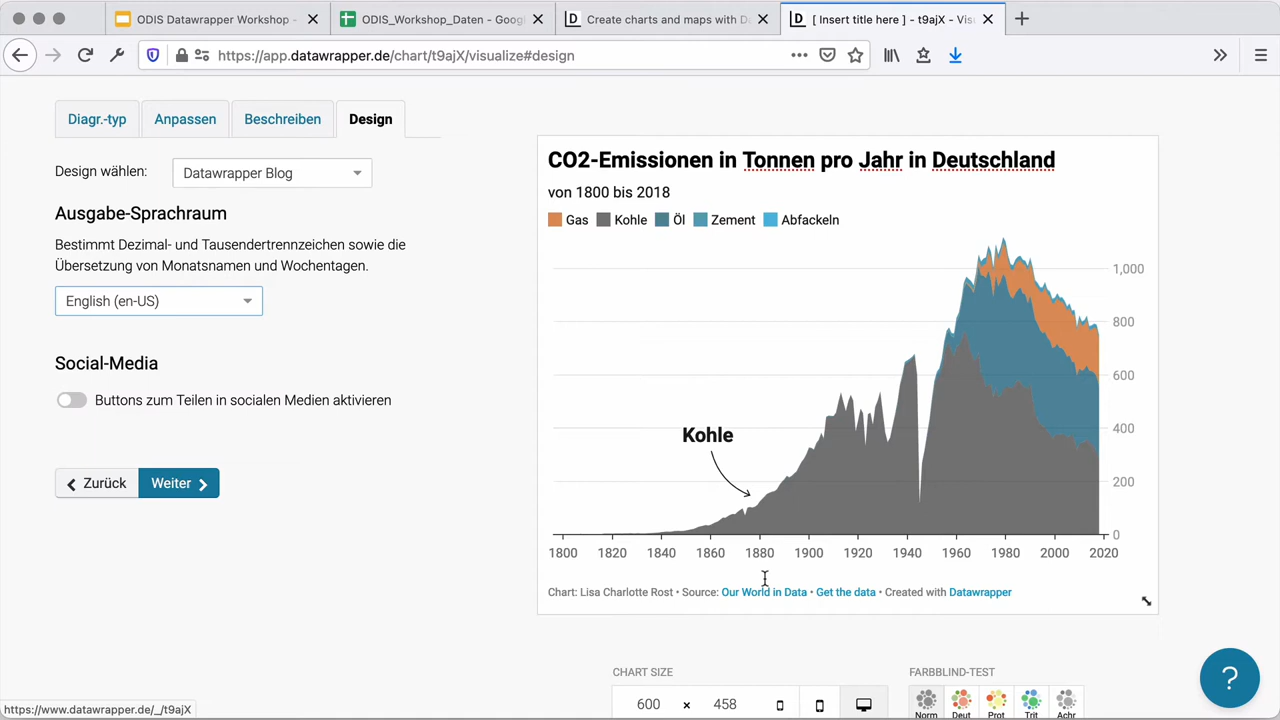 ODIS Datawrapper Workshop -
ODIS_Workshop_Daten - Goog
Create charts and maps with D
[ Insert title here ] - t9ajX - Vis
https://app.datawrapper.de/chart/t9ajX/visualize#design
Diagr.-typ
Anpassen
Beschreiben
Design
Design wählen:
Datawrapper Blog
Ausgabe-Sprachraum
Bestimmt Dezimal- und Tausendertrennzeichen sowie die
Übersetzung von Monatsnamen und Wochentagen.
English (en-US)
Social-Media
Buttons zum Teilen in socialen Medien aktivieren
Zurück
Weiter
CO2-Emissionen in Tonnen pro Jahr in Deutschland
von 1800 bis 2018
Gas Kohle Öl Zement Abfackeln
1,000
800
600
400
200
0
Kohle
1800 1820 1840 1860 1880 1900 1920 1940 1960 1980 2000 2020
Chart: Lisa Charlotte Rost • Source: Our World in Data • Get the data • Created with Datawrapper
CHART SIZE
600 × 458
FARBBLIND-TEST
Norm Deut Prot Trit Achr
?
https://www.datawrapper.de/_/t9ajX